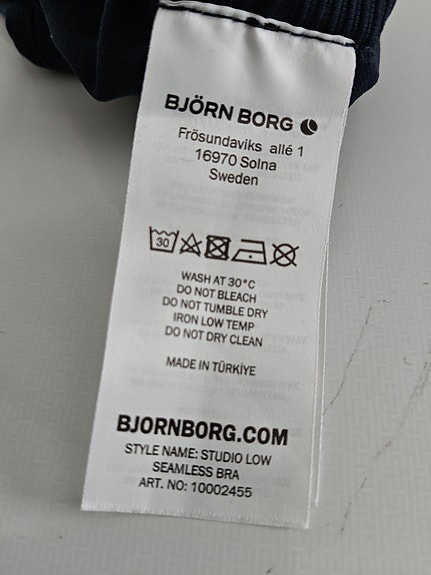 BJÖRN BORG
Frösundaviks allé 1
16970 Solna
Sweden
30
WASH AT 30°C
DO NOT BLEACH
DO NOT TUMBLE DRY
IRON LOW TEMP
DO NOT DRY CLEAN
MADE IN TÜRKİYE
BJORNBORG.COM
STYLE NAME: STUDIO LOW
SEAMLESS BRA
ART. NO: 10002455